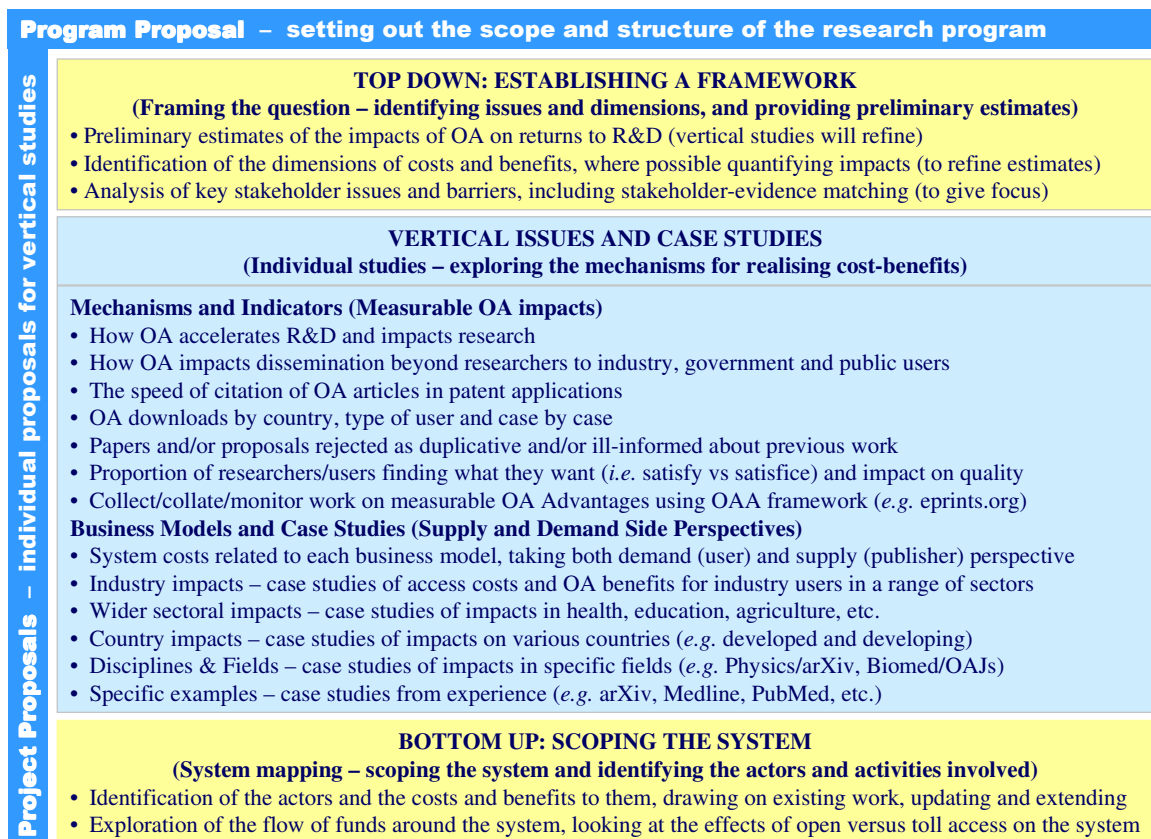 Program Proposal – setting out the scope and structure of the research program
Project Proposals – individual proposals for vertical studies
TOP DOWN: ESTABLISHING A FRAMEWORK
(Framing the question – identifying issues and dimensions, and providing preliminary estimates)
• Preliminary estimates of the impacts of OA on returns to R&D (vertical studies will refine)
• Identification of the dimensions of costs and benefits, where possible quantifying impacts (to refine estimates)
• Analysis of key stakeholder issues and barriers, including stakeholder-evidence matching (to give focus)
VERTICAL ISSUES AND CASE STUDIES
(Individual studies – exploring the mechanisms for realising cost-benefits)
Mechanisms and Indicators (Measurable OA impacts)
• How OA accelerates R&D and impacts research
• How OA impacts dissemination beyond researchers to industry, government and public users
• The speed of citation of OA articles in patent applications
• OA downloads by country, type of user and case by case
• Papers and/or proposals rejected as duplicative and/or ill-informed about previous work
• Proportion of researchers/users finding what they want (i.e. satisfy vs satisfice) and impact on quality
• Collect/collate/monitor work on measurable OA Advantages using OAA framework (e.g. eprints.org)
Business Models and Case Studies (Supply and Demand Side Perspectives)
• System costs related to each business model, taking both demand (user) and supply (publisher) perspective
• Industry impacts – case studies of access costs and OA benefits for industry users in a range of sectors
• Wider sectoral impacts – case studies of impacts in health, education, agriculture, etc.
• Country impacts – case studies of impacts on various countries (e.g. developed and developing)
• Disciplines & Fields – case studies of impacts in specific fields (e.g. Physics/arXiv, Biomed/OAJs)
• Specific examples – case studies from experience (e.g. arXiv, Medline, PubMed, etc.)
BOTTOM UP: SCOPING THE SYSTEM
(System mapping – scoping the system and identifying the actors and activities involved)
• Identification of the actors and the costs and benefits to them, drawing on existing work, updating and extending
• Exploration of the flow of funds around the system, looking at the effects of open versus toll access on the system